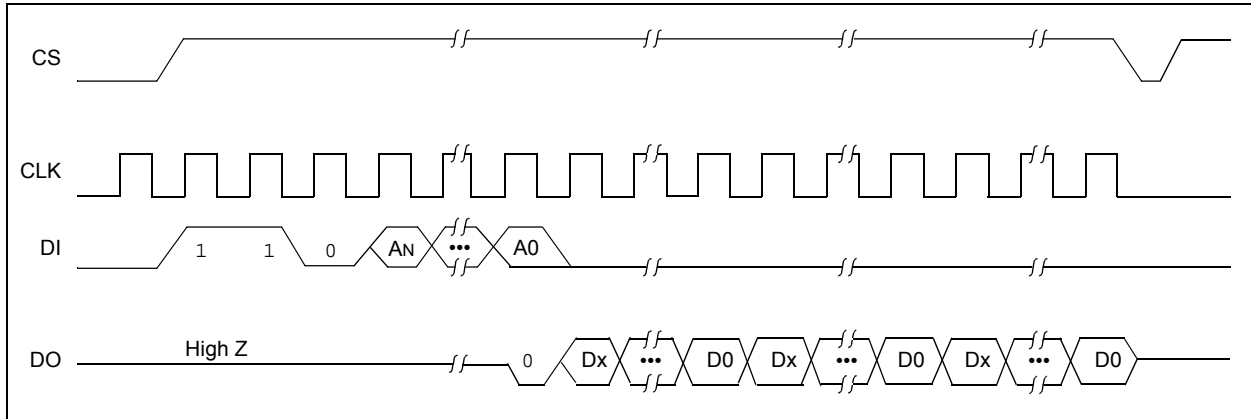 CS
CLK
DI 1 1 0 AN ••• A0
DO High Z 0 Dx ••• D0 Dx ••• D0 Dx ••• D0